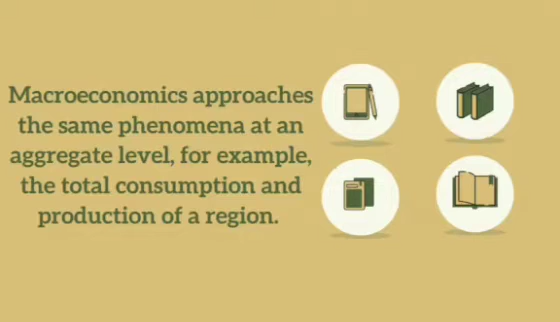 Macroeconomics approaches
the same phenomena at an
aggregate level, for example,
the total consumption and
production of a region.